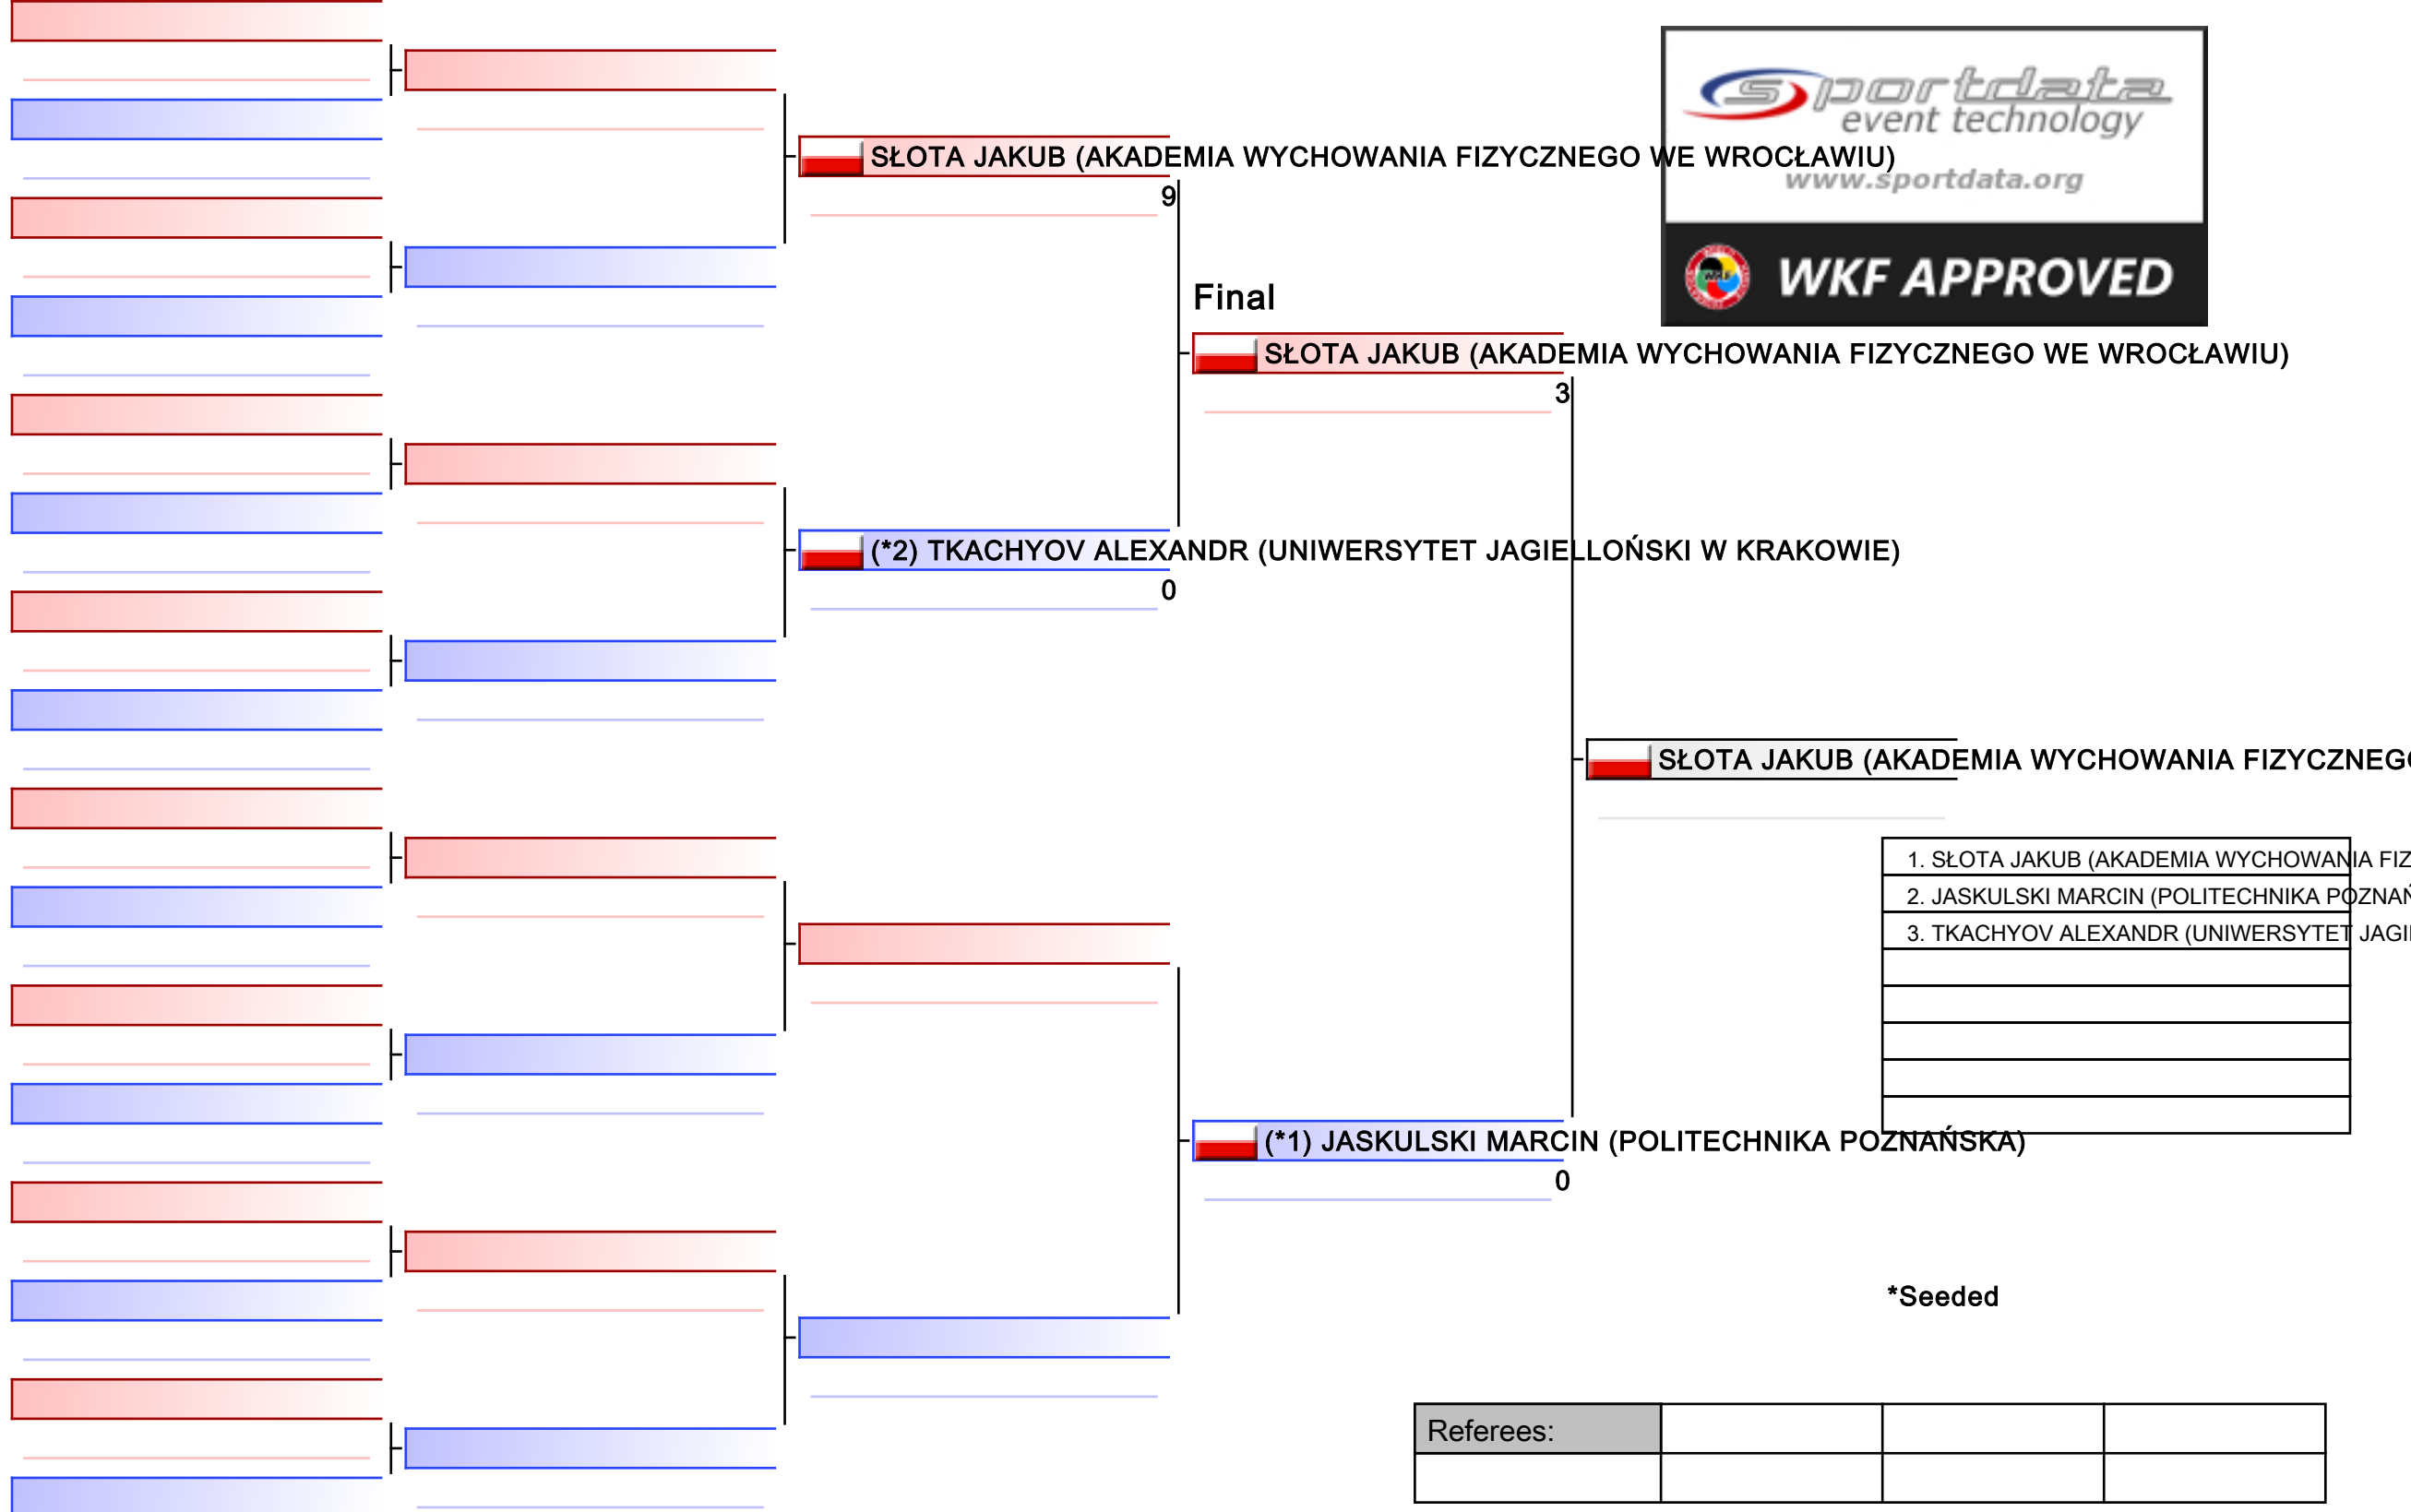 sportdata
event technology
www.sportdata.org
WKF APPROVED
SŁOTA JAKUB (AKADEMIA WYCHOWANIA FIZYCZNEGO WE WROCŁAWIU)
9
Final
SŁOTA JAKUB (AKADEMIA WYCHOWANIA FIZYCZNEGO WE WROCŁAWIU)
3
(*2) TKACHYOV ALEXANDR (UNIWERSYTET JAGIELLOŃSKI W KRAKOWIE)
0
SŁOTA JAKUB (AKADEMIA WYCHOWANIA FIZYCZNEG
1. SŁOTA JAKUB (AKADEMIA WYCHOWANIA FIZ
2. JASKULSKI MARCIN (POLITECHNIKA POZNAŃ
3. TKACHYOV ALEXANDR (UNIWERSYTET JAGI
(*1) JASKULSKI MARCIN (POLITECHNIKA POZNAŃSKA)
0
*Seeded
Referees: